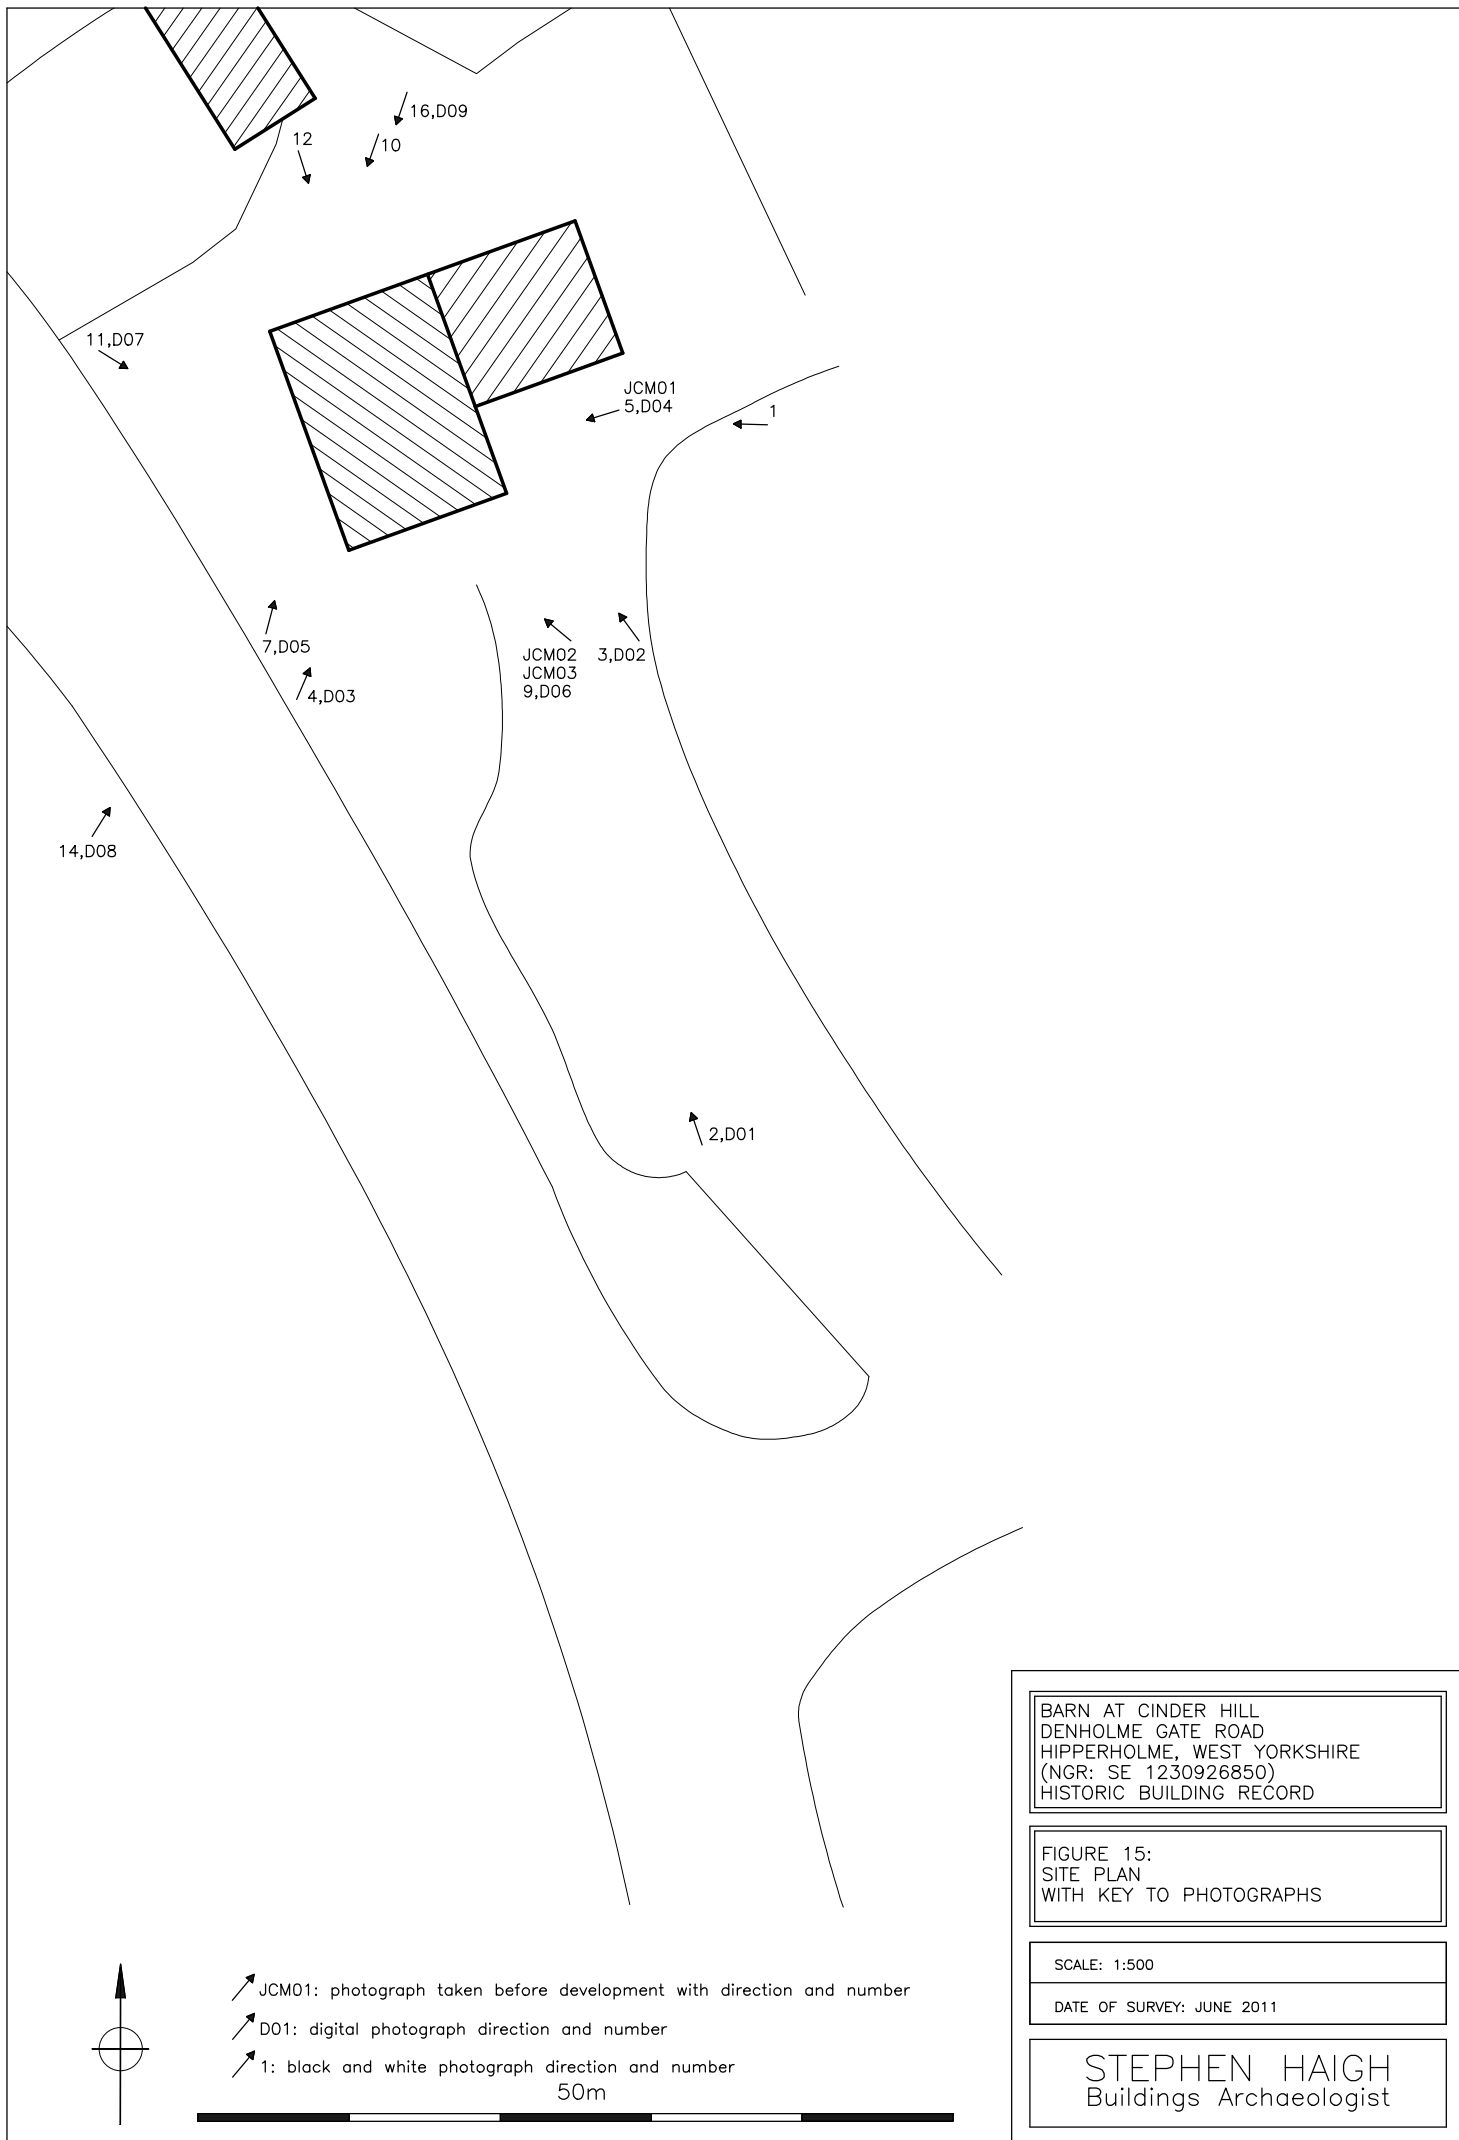 16,D09
12
10
11,D07
JCM01
5,D04
1
7,D05
JCM02
JCM03
9,D06
3,D02
4,D03
14,D08
2,D01
BARN AT CINDER HILL
DENHOLME GATE ROAD
HIPPERHOLME, WEST YORKSHIRE
(NGR: SE 1230926850)
HISTORIC BUILDING RECORD
FIGURE 15:
SITE PLAN
WITH KEY TO PHOTOGRAPHS
SCALE: 1:500
DATE OF SURVEY: JUNE 2011
STEPHEN HAIGH
Buildings Archaeologist
JCM01: photograph taken before development with direction and number
D01: digital photograph direction and number
1: black and white photograph direction and number
50m